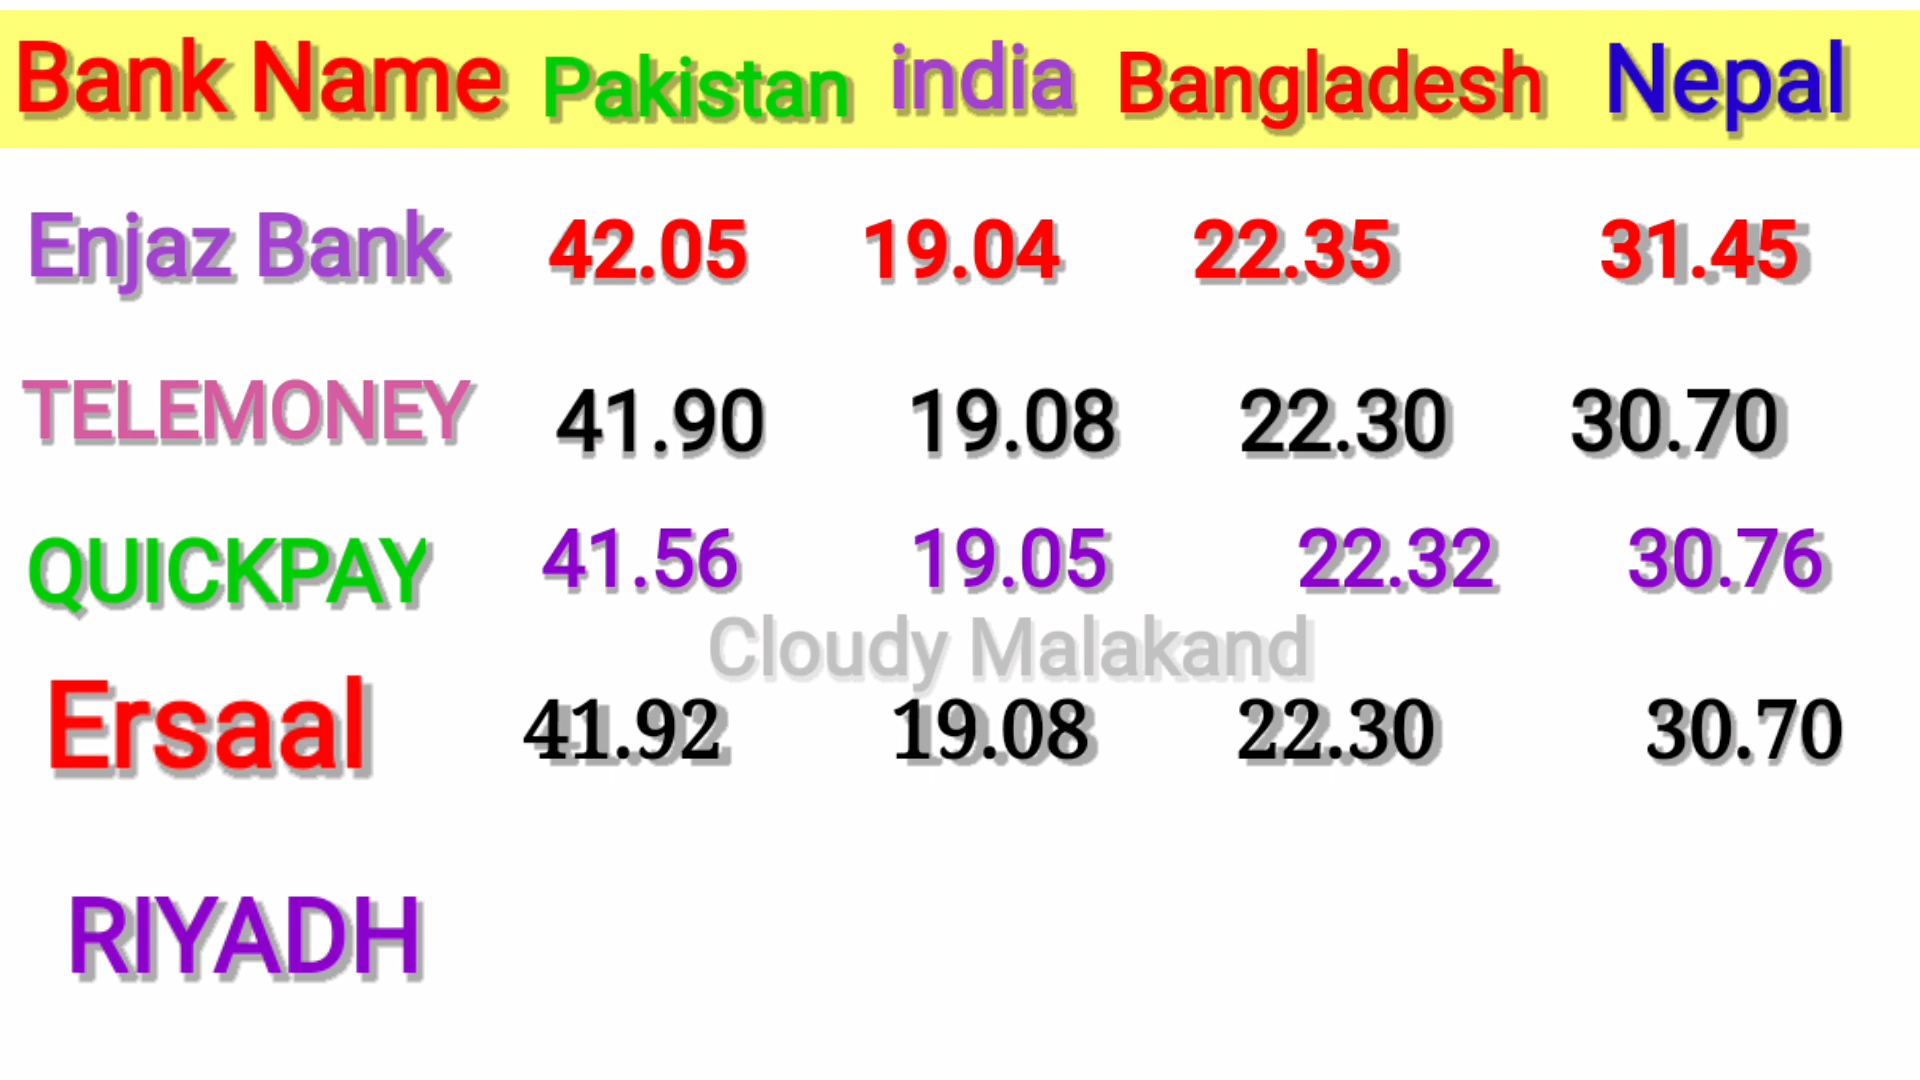 Bank Name Pakistan india Bangladesh Nepal
Enjaz Bank 42.05 19.04 22.35 31.45
TELEMONEY 41.90 19.08 22.30 30.70
QUICKPAY 41.56 19.05 22.32 30.76
Cloudy Malakand
Ersaal 41.92 19.08 22.30 30.70
RIYADH